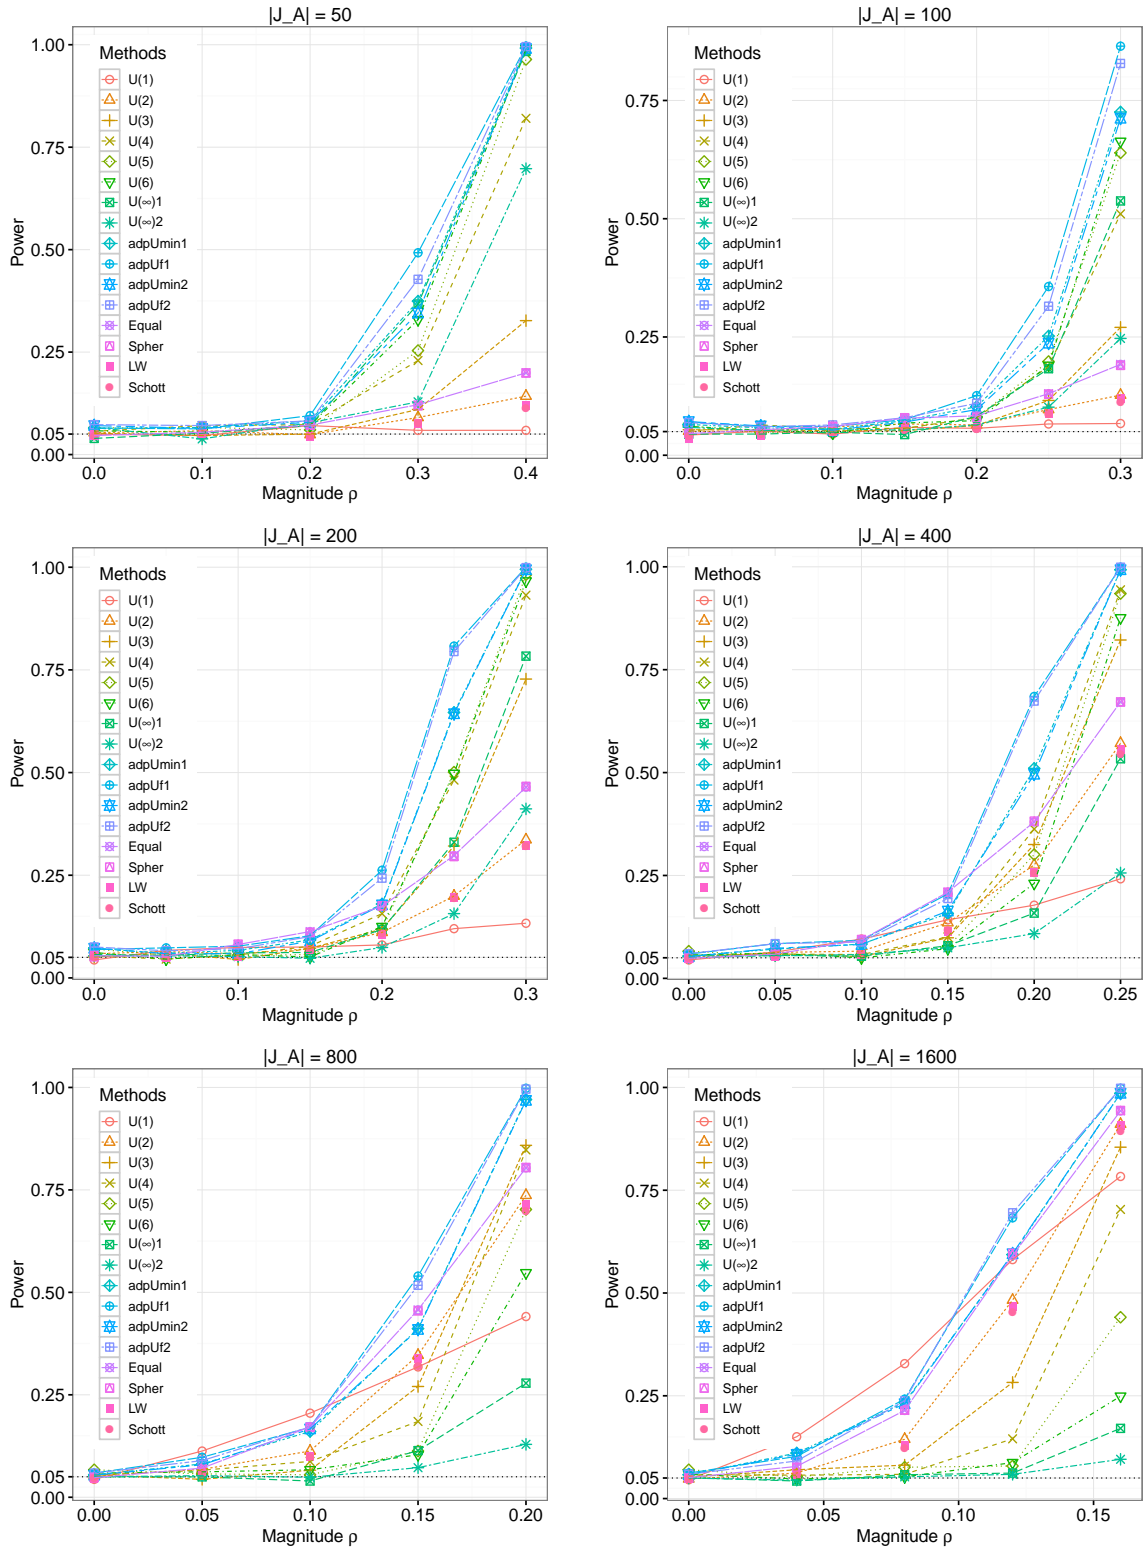 |J_A| = 50
Power
1.00
0.75
0.50
0.25
0.05
0.00
Methods
U(1)
U(2)
U(3)
U(4)
U(5)
U(6)
U(∞)1
U(∞)2
adpUmin1
adpUf1
adpUmin2
adpUf2
Equal
Spher
LW
Schott
0.0 0.1 0.2 0.3 0.4
Magnitude ρ
|J_A| = 100
Power
0.75
0.50
0.25
0.05
0.00
Methods
U(1)
U(2)
U(3)
U(4)
U(5)
U(6)
U(∞)1
U(∞)2
adpUmin1
adpUf1
adpUmin2
adpUf2
Equal
Spher
LW
Schott
0.0 0.1 0.2 0.3
Magnitude ρ
|J_A| = 200
Power
1.00
0.75
0.50
0.25
0.05
0.00
Methods
U(1)
U(2)
U(3)
U(4)
U(5)
U(6)
U(∞)1
U(∞)2
adpUmin1
adpUf1
adpUmin2
adpUf2
Equal
Spher
LW
Schott
0.0 0.1 0.2 0.3
Magnitude ρ
|J_A| = 400
Power
1.00
0.75
0.50
0.25
0.05
0.00
Methods
U(1)
U(2)
U(3)
U(4)
U(5)
U(6)
U(∞)1
U(∞)2
adpUmin1
adpUf1
adpUmin2
adpUf2
Equal
Spher
LW
Schott
0.00 0.05 0.10 0.15 0.20 0.25
Magnitude ρ
|J_A| = 800
Power
1.00
0.75
0.50
0.25
0.05
0.00
Methods
U(1)
U(2)
U(3)
U(4)
U(5)
U(6)
U(∞)1
U(∞)2
adpUmin1
adpUf1
adpUmin2
adpUf2
Equal
Spher
LW
Schott
0.00 0.05 0.10 0.15 0.20
Magnitude ρ
|J_A| = 1600
Power
1.00
0.75
0.50
0.25
0.05
0.00
Methods
U(1)
U(2)
U(3)
U(4)
U(5)
U(6)
U(∞)1
U(∞)2
adpUmin1
adpUf1
adpUmin2
adpUf2
Equal
Spher
LW
Schott
0.00 0.05 0.10 0.15
Magnitude ρ